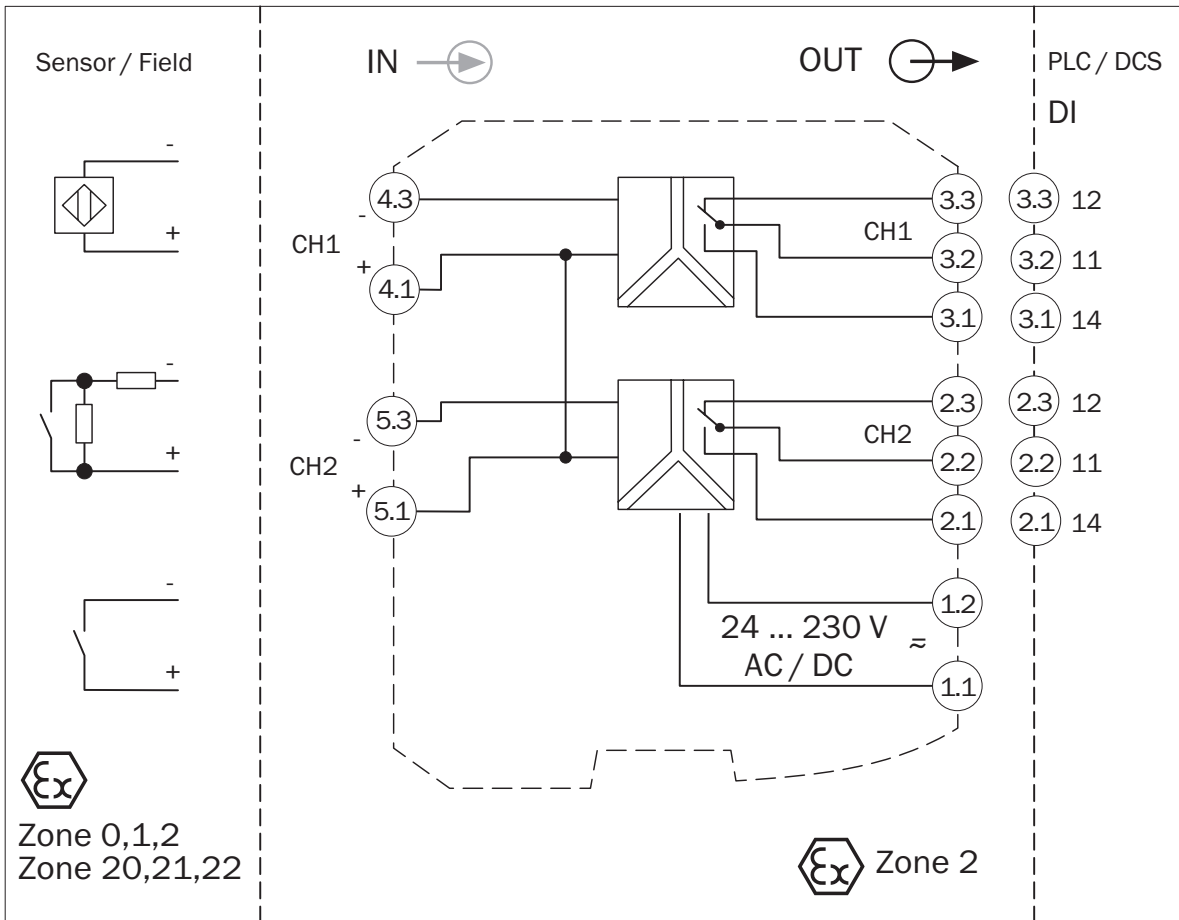 Sensor / Field
IN
OUT
PLC / DCS
DI
-
+
-
+
-
+
Ex
Zone 0,1,2
Zone 20,21,22
4.3
-
CH1
+
4.1
5.3
-
CH2
+
5.1
3.3
CH1
3.2
3.1
2.3
CH2
2.2
2.1
1.2
24 ... 230 V
≂
AC / DC
1.1
Ex
Zone 2
3.3 12
3.2 11
3.1 14
2.3 12
2.2 11
2.1 14